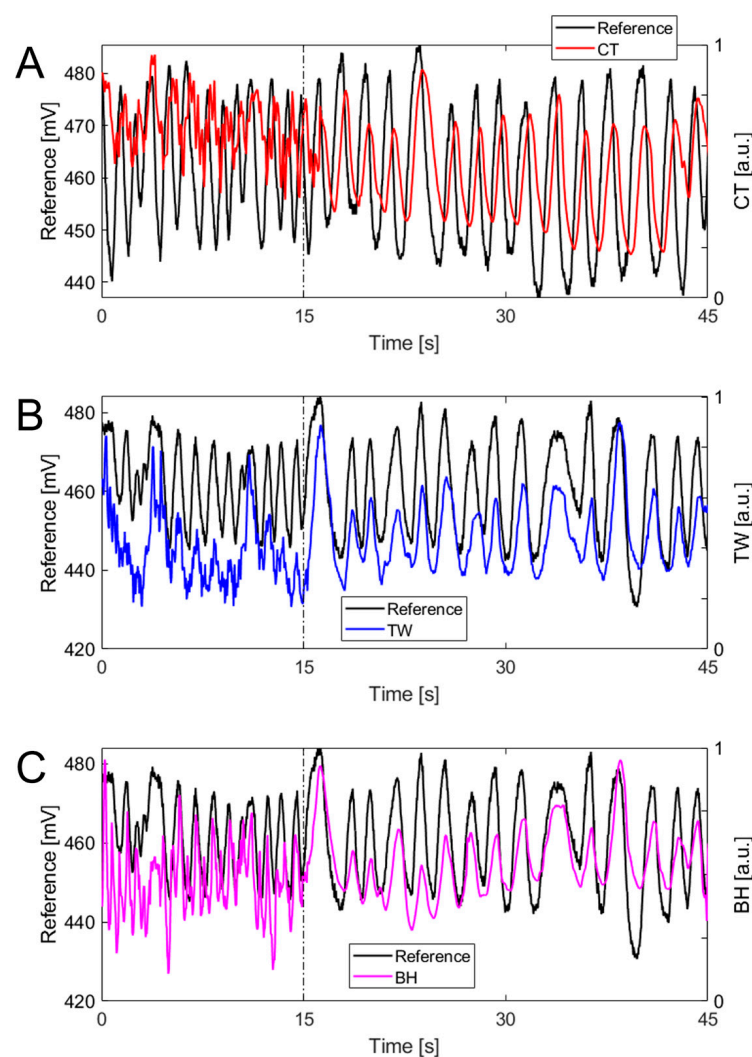 A
Reference
CT
480
470
460
450
440
Reference [mV]
1
0
CT [a.u.]
0
15
30
45
Time [s]
B
480
460
440
420
Reference [mV]
Reference
TW
1
0
TW [a.u.]
0
15
30
45
Time [s]
C
480
460
440
420
Reference [mV]
Reference
BH
1
0
BH [a.u.]
0
15
30
45
Time [s]